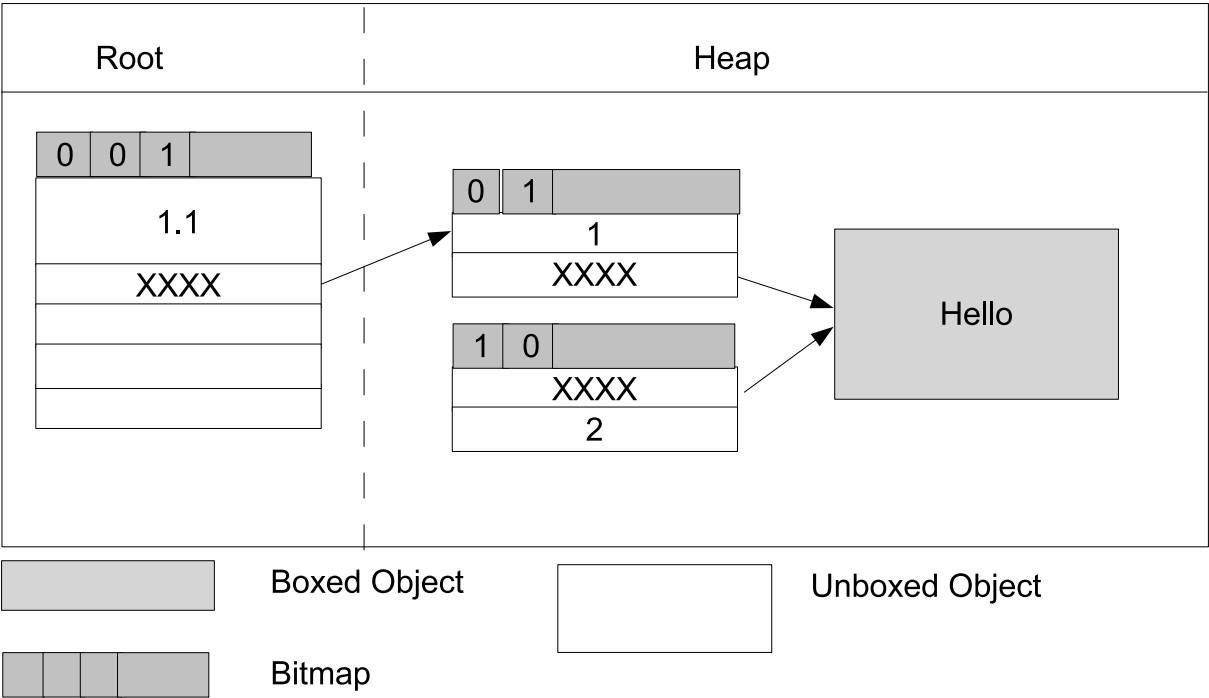 Root
Heap
0 0 1
1.1
XXXX
0 1
1
XXXX
1 0
XXXX
2
Hello
Boxed Object
Unboxed Object
Bitmap